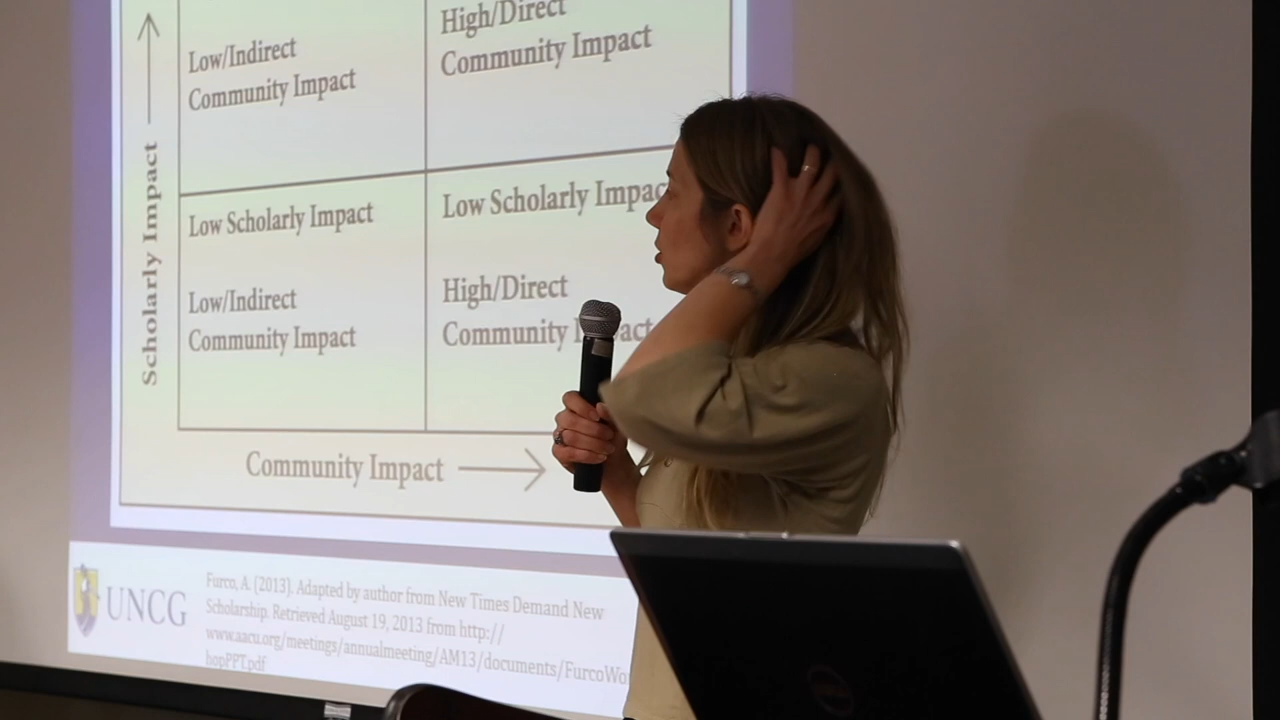 High/Direct
Community Impact
Low/Indirect
Community Impact
Low Scholarly Impact
Low/Indirect
Community Impact
Low Scholarly Impac
High/Direct
Community I act
Scholarly Impact
Community Impact
UNCG
Furco, A. (2013). Adapted by author from New Times Demand New
Scholarship. Retrieved August 19, 2013 from http://
www.aacu.org/meetings/annualmeeting/AM13/documents/FurcoWo
hopPPT.pdf